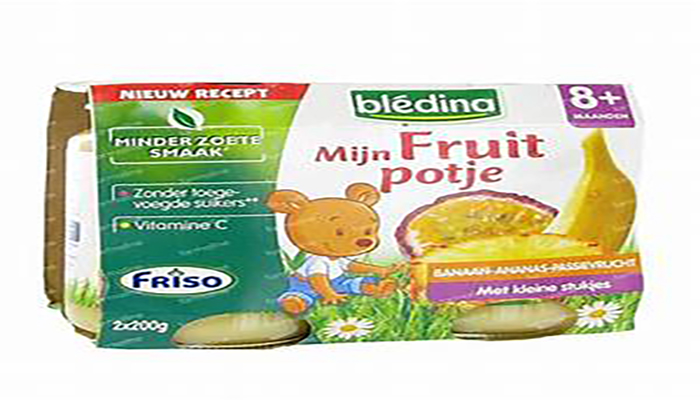 NIEUW RECEPT
MINDER ZOETE
SMAAK*
Zonder toege-
voegde suikers**
Vitamine C
FRISO
2x200g
blédina
8+
MAANDEN
Mijn Fruit
potje
BANAAN-ANANAS-PASSIEVRUCHT
Met kleine stukjes